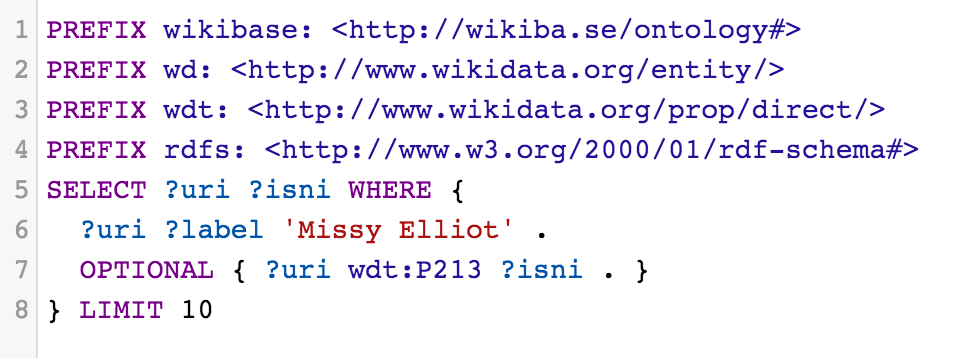 1 PREFIX wikibase: <http://wikiba.se/ontology#>
2 PREFIX wd: <http://www.wikidata.org/entity/>
3 PREFIX wdt: <http://www.wikidata.org/prop/direct/>
4 PREFIX rdfs: <http://www.w3.org/2000/01/rdf-schema#>
5 SELECT ?uri ?isni WHERE {
6   ?uri ?label 'Missy Elliot' .
7   OPTIONAL { ?uri wdt:P213 ?isni . }
8 } LIMIT 10